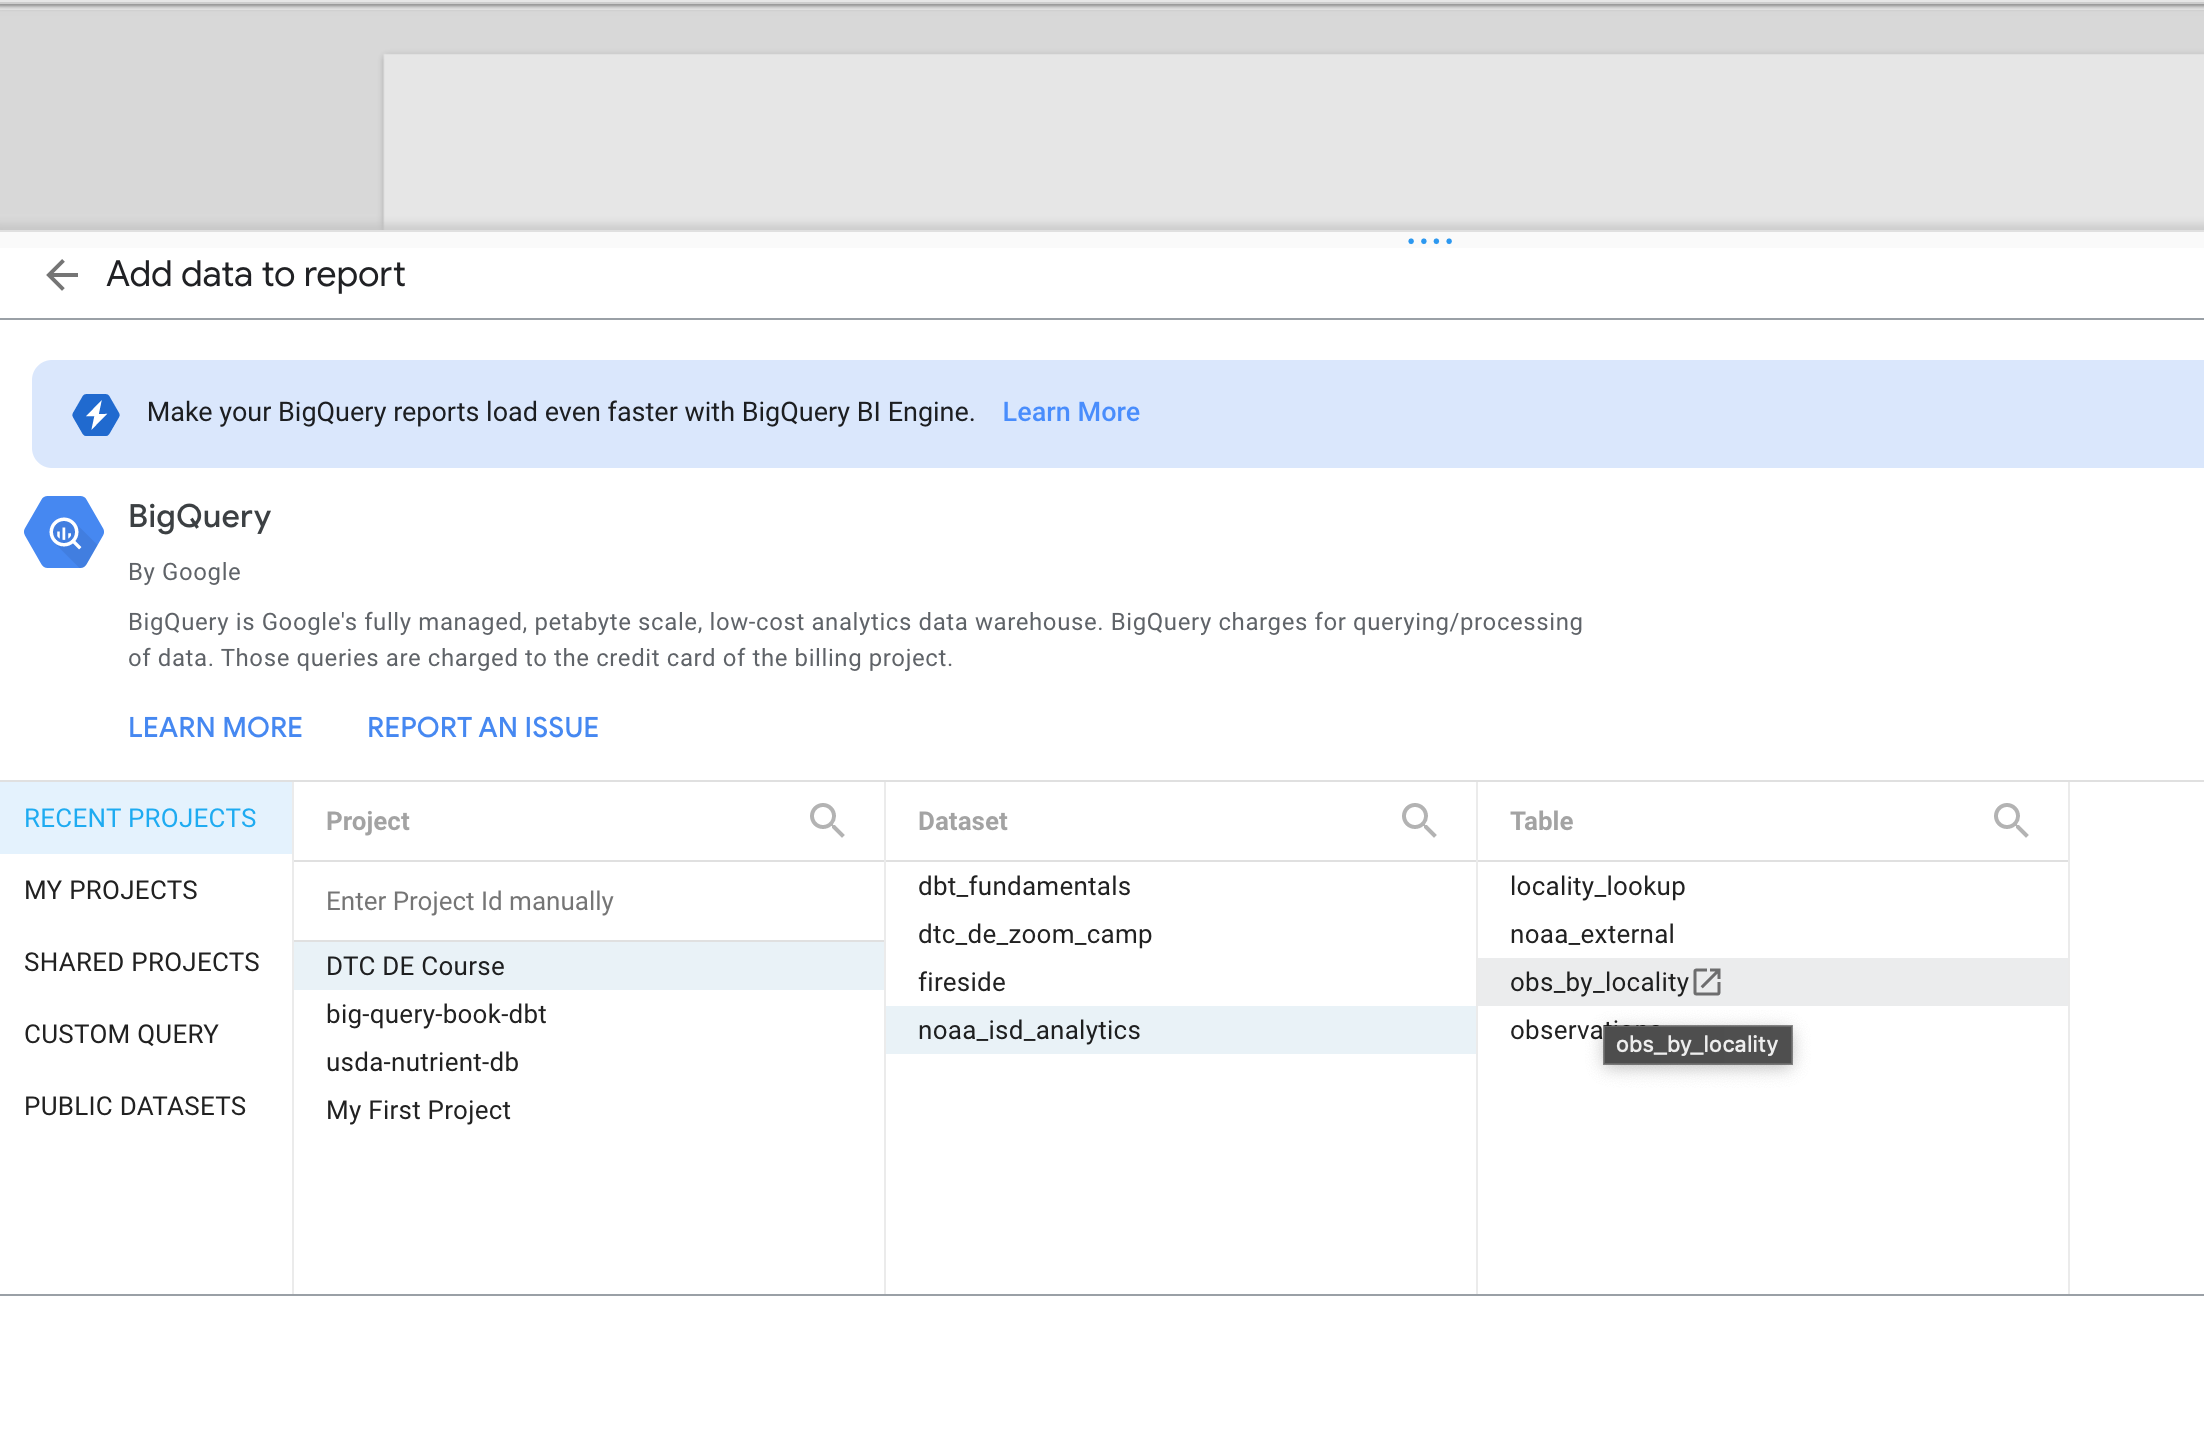 Add data to report
Make your BigQuery reports load even faster with BigQuery BI Engine. Learn More
BigQuery
By Google
BigQuery is Google's fully managed, petabyte scale, low-cost analytics data warehouse. BigQuery charges for querying/processing
of data. Those queries are charged to the credit card of the billing project.
LEARN MORE REPORT AN ISSUE
RECENT PROJECTS
MY PROJECTS
SHARED PROJECTS
CUSTOM QUERY
PUBLIC DATASETS
Project
Enter Project Id manually
DTC DE Course
big-query-book-dbt
usda-nutrient-db
My First Project
Dataset
dbt_fundamentals
dtc_de_zoom_camp
fireside
noaa_isd_analytics
Table
locality_lookup
noaa_external
obs_by_locality
observations
obs_by_locality